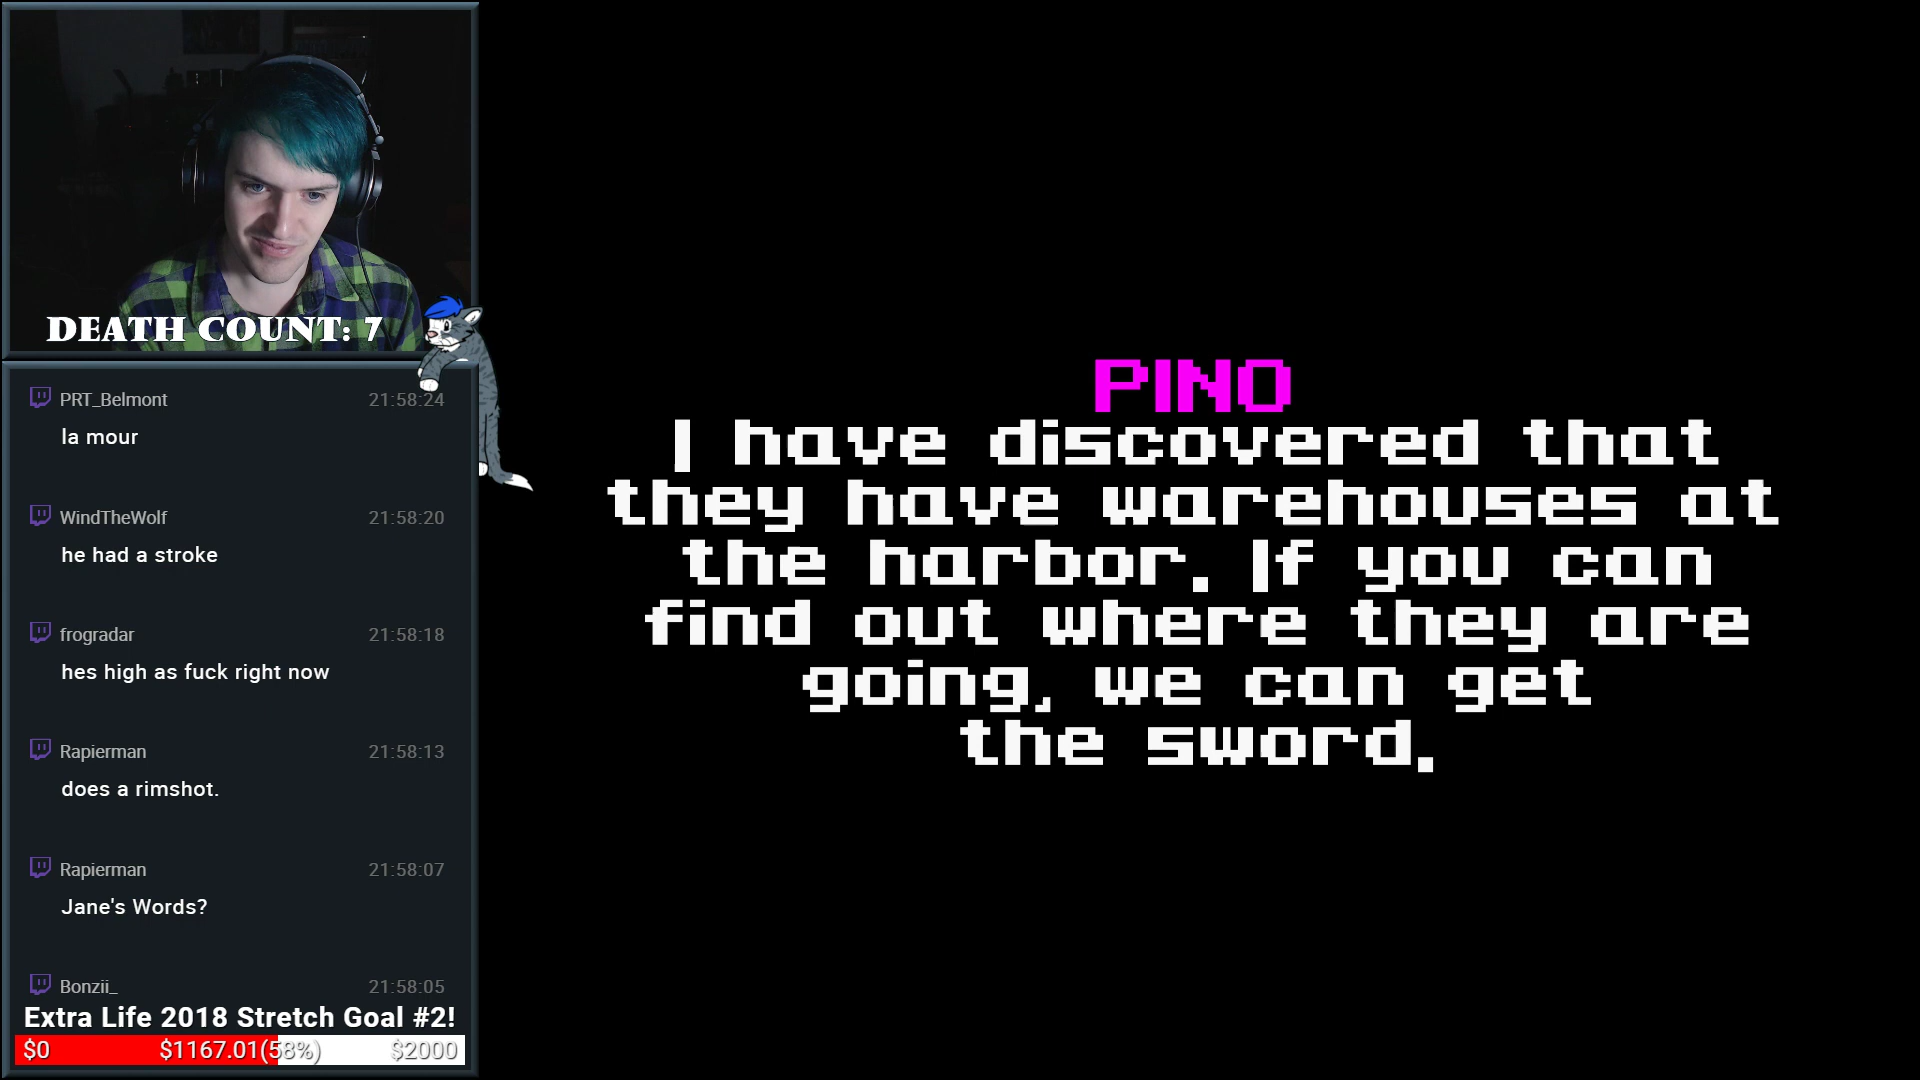 DEATH COUNT: 7
PRT_Belmont 21:58:24
la mour
WindTheWolf 21:58:20
he had a stroke
frogradar 21:58:18
hes high as fuck right now
Rapierman 21:58:13
does a rimshot.
Rapierman 21:58:07
Jane's Words?
Bonzii_ 21:58:05
Extra Life 2018 Stretch Goal #2!
$0 $1167.01(58%) $2000
PINO
I have discovered that
they have warehouses at
the harbor. If you can
find out where they are
going, we can get
the sword.